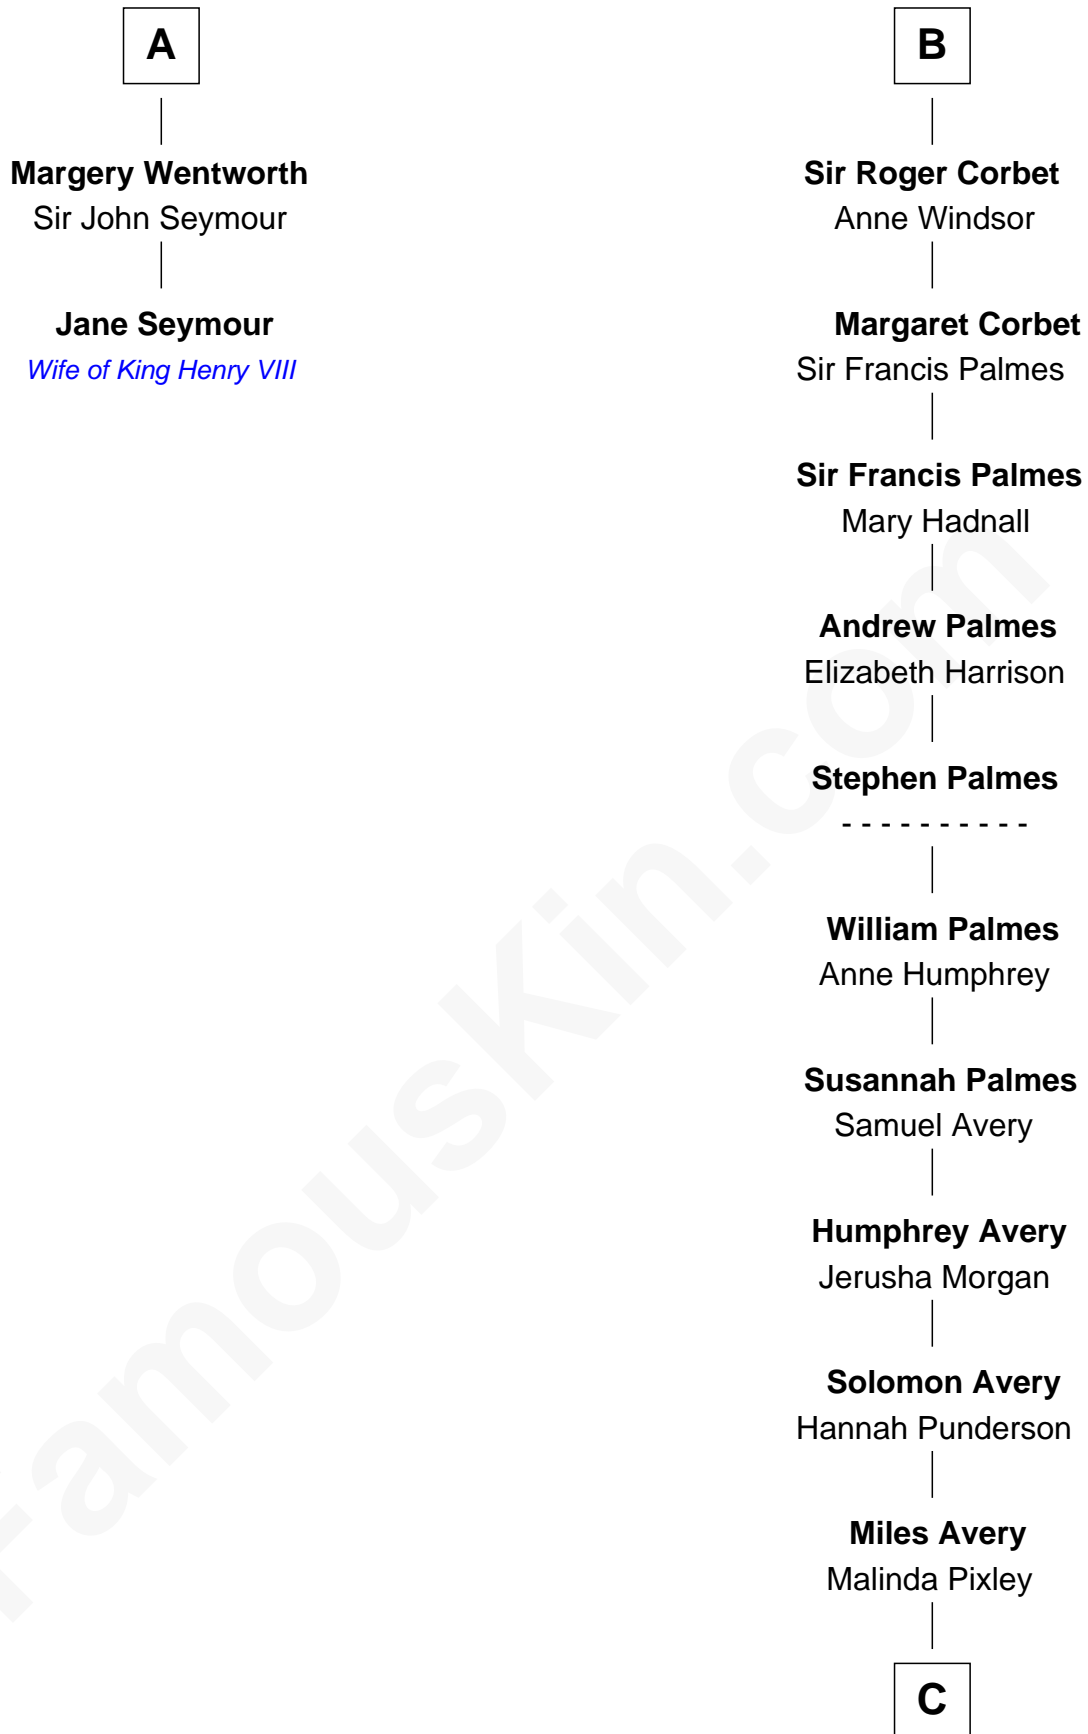 A
Margery Wentworth
Sir John Seymour
Jane Seymour
Wife of King Henry VIII
B
Sir Roger Corbet
Anne Windsor
Margaret Corbet
Sir Francis Palmes
Sir Francis Palmes
Mary Hadnall
Andrew Palmes
Elizabeth Harrison
Stephen Palmes
- - - - - - - - - -
William Palmes
Anne Humphrey
Susannah Palmes
Samuel Avery
Humphrey Avery
Jerusha Morgan
Solomon Avery
Hannah Punderson
Miles Avery
Malinda Pixley
C
FamousKin.com